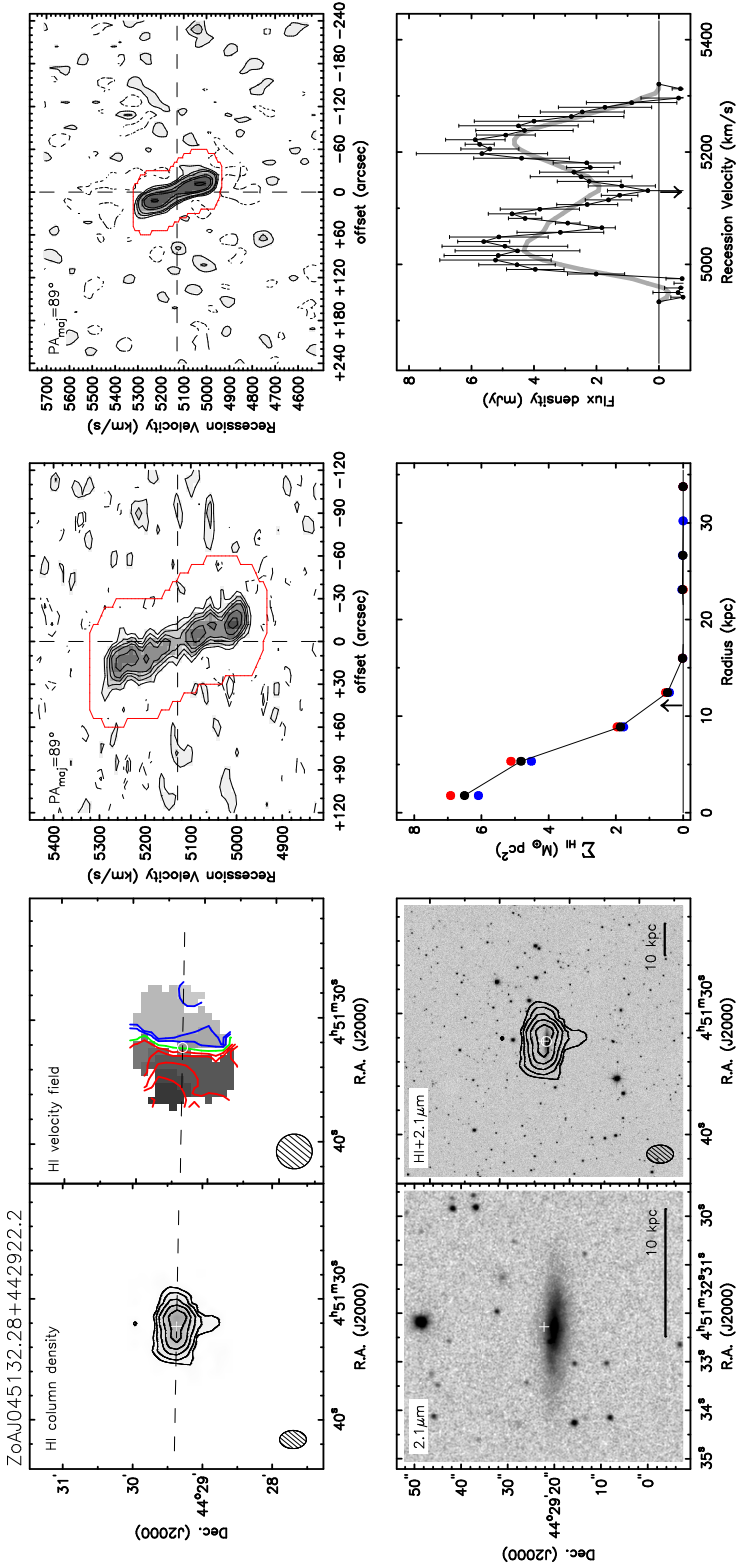 ZoAJ045132.28+442922.2
HI column density
31'
30'
44°29'
28'
Dec. (J2000)
40ˢ
4ʰ51ᵐ30ˢ
R.A. (J2000)
HI velocity field
40ˢ
4ʰ51ᵐ30ˢ
R.A. (J2000)
PAmaj=89°
5400
5300
5200
5100
5000
4900
Recession Velocity (km/s)
+120 +90 +60 +30 0 −30 −60 −90 −120
offset (arcsec)
PAmaj=89°
5700
5600
5500
5400
5300
5200
5100
5000
4900
4800
4700
4600
Recession Velocity (km/s)
+240 +180 +120 +60 0 −60 −120 −180 −240
offset (arcsec)
2.1μm
50"
40"
30"
44°29'20"
10"
0"
Dec. (J2000)
10 kpc
35ˢ 34ˢ 33ˢ 4ʰ51ᵐ32ˢ 31ˢ 30ˢ
R.A. (J2000)
HI+2.1μm
10 kpc
40ˢ
4ʰ51ᵐ30ˢ
R.A. (J2000)
8
6
4
2
0
Σ HI (M⊙ pc²)
0 10 20 30
Radius (kpc)
8
6
4
2
0
Flux density (mJy)
5000 5200 5400
Recession Velocity (km/s)